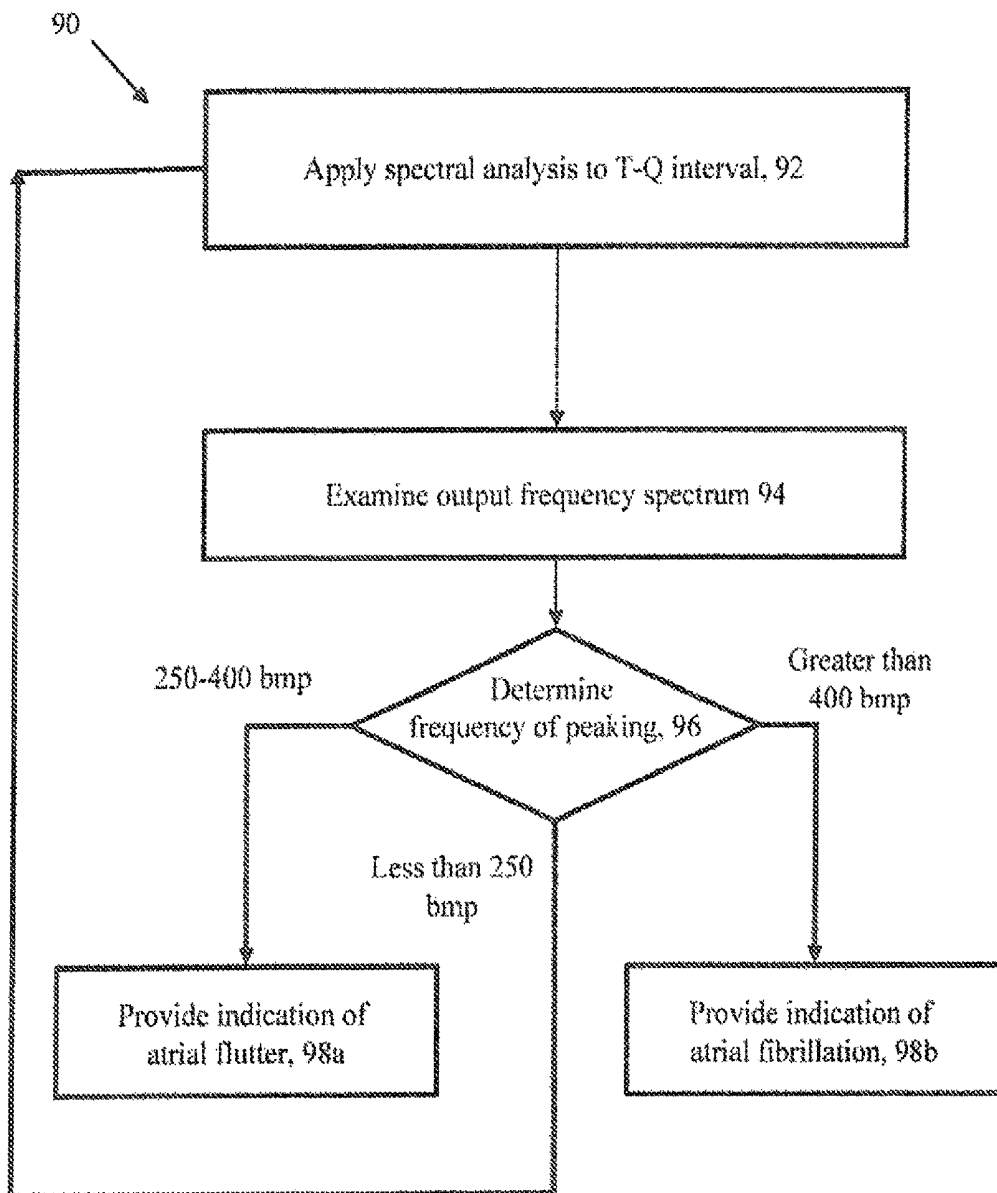 90
Apply spectral analysis to T-Q interval, 92
Examine output frequency spectrum 94
250-400 bmp
Determine
frequency of peaking, 96
Greater than
400 bmp
Less than 250
bmp
Provide indication of
atrial flutter, 98a
Provide indication of
atrial fibrillation, 98b